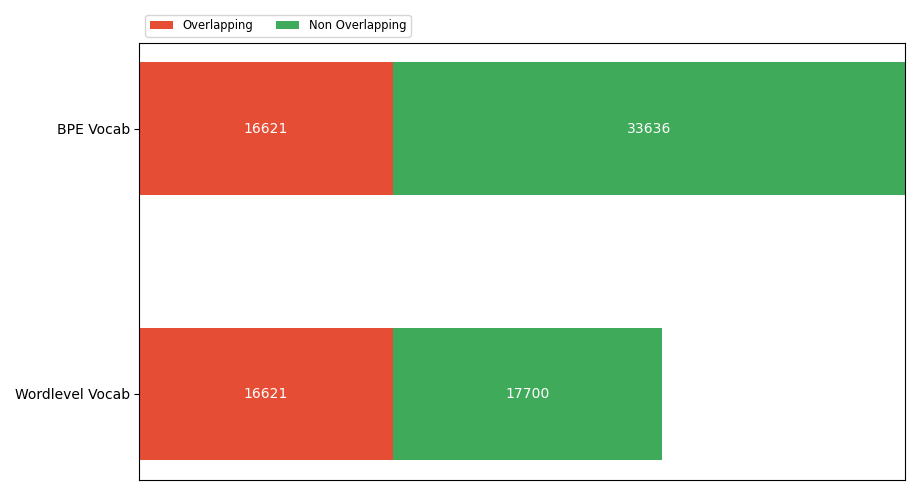 Overlapping Non Overlapping
BPE Vocab 16621 33636
Wordlevel Vocab 16621 17700